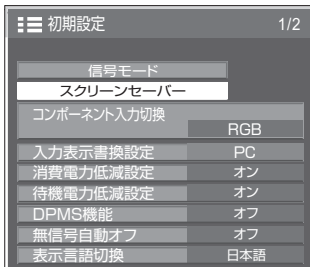 初期設定 1/2
信号モード
スクリーンセーバー
コンポーネント入力切換
RGB
入力表示書換設定 PC
消費電力低減設定 オン
待機電力低減設定 オン
DPMS機能 オフ
無信号自動オフ オフ
表示言語切換 日本語